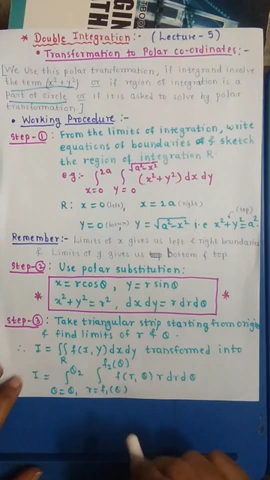 * Double Integration :- (Lecture - 5)
• Transformation to Polar co-ordinates:-
[We Use this polar transformation, if integrand involve
the term (x²+y²) or if region of integration is a
part of circle or if it is asked to solve by polar
transformation.]
• Working Procedure :-
Step-① : From the limits of integration, write
equations of boundaries & sketch
the region of integration R.
e.g:- ∫_{x=0}^{2a} ∫_{y=0}^{√a²-x²} (x²+y²) dx dy
R: x=0 (left), x=2a (right)
y=0 (bottom) y=√a²-x² i.e x²+y²=a². (top)
Remember:- Limits of x gives us left & right boundaries
& Limits of y gives us bottom & top
Step-② : Use polar substitution:
* x = r cosθ , y = r sinθ
x²+y²=r², dx dy = r dr dθ *
Step-③ : Take triangular strip starting from origin
& find limits of r & θ.
∴ I = ∬_R f(x, y) dx dy transformed into
I = ∫_{θ=θ₁}^{θ₂} ∫_{r=f₁(θ)}^{f₂(θ)} f(r, θ) r dr dθ